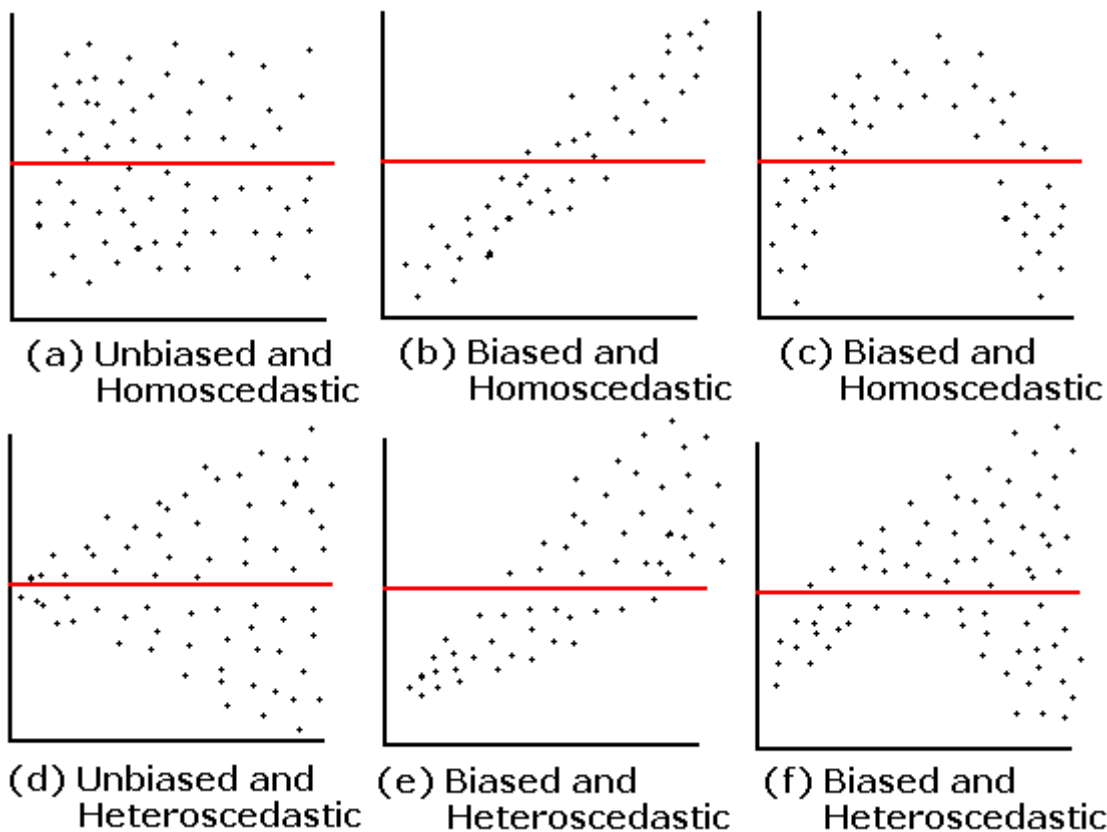 (a) Unbiased and
Homoscedastic
(b) Biased and
Homoscedastic
(c) Biased and
Homoscedastic
(d) Unbiased and
Heteroscedastic
(e) Biased and
Heteroscedastic
(f) Biased and
Heteroscedastic